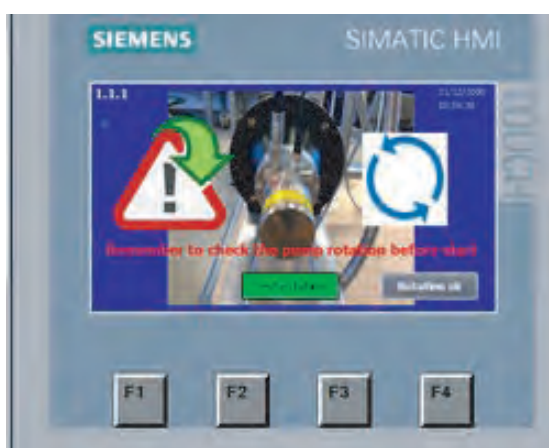 SIEMENS
SIMATIC HMI
1.1.1
TOUCH
Remember to check the pump rotation before start
Rotation ok
F1
F2
F3
F4